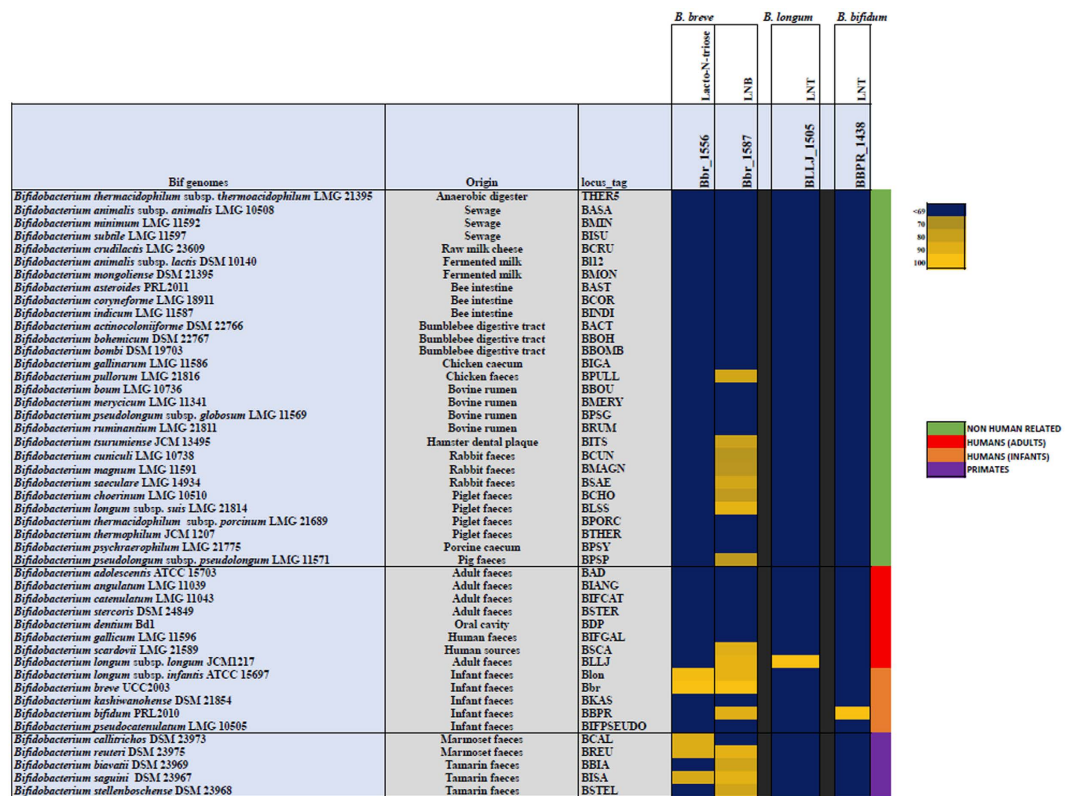 B. breve B. longum B. bifidum
Lacto-N-triose LNB LNT LNT
Bif genomes Origin locus_tag Bbr_1556 Bbr_1587 BLLJ_1505 BBPR_1438
Bifidobacterium thermacidophilum subsp. thermoacidophilum LMG 21395 Anaerobic digester THER5
Bifidobacterium animalis subsp. animalis LMG 10508 Sewage BASA
Bifidobacterium minimum LMG 11592 Sewage BMIN
Bifidobacterium subtile LMG 11597 Sewage BISU
Bifidobacterium crudilactis LMG 23609 Raw milk cheese BCRU
Bifidobacterium animalis subsp. lactis DSM 10140 Fermented milk Bl12
Bifidobacterium mongoliense DSM 21395 Fermented milk BMON
Bifidobacterium asteroides PRL2011 Bee intestine BAST
Bifidobacterium coryneforme LMG 18911 Bee intestine BCOR
Bifidobacterium indicum LMG 11587 Bee intestine BINDI
Bifidobacterium actinocoloniiforme DSM 22766 Bumblebee digestive tract BACT
Bifidobacterium bohemicum DSM 22767 Bumblebee digestive tract BBOH
Bifidobacterium bombi DSM 19703 Bumblebee digestive tract BBOMB
Bifidobacterium gallinarum LMG 11586 Chicken caecum BIGA
Bifidobacterium pullorum LMG 21816 Chicken faeces BPULL
Bifidobacterium boum LMG 10736 Bovine rumen BBOU
Bifidobacterium merycicum LMG 11341 Bovine rumen BMERY
Bifidobacterium pseudolongum subsp. globosum LMG 11569 Bovine rumen BPSG
Bifidobacterium ruminantium LMG 21811 Bovine rumen BRUM
Bifidobacterium tsurumiense JCM 13495 Hamster dental plaque BITS
Bifidobacterium cuniculi LMG 10738 Rabbit faeces BCUN
Bifidobacterium magnum LMG 11591 Rabbit faeces BMAGN
Bifidobacterium saeculare LMG 14934 Rabbit faeces BSAE
Bifidobacterium choerinum LMG 10510 Piglet faeces BCHO
Bifidobacterium longum subsp. suis LMG 21814 Piglet faeces BLSS
Bifidobacterium thermacidophilum subsp. porcinum LMG 21689 Piglet faeces BPORC
Bifidobacterium thermophilum JCM 1207 Piglet faeces BTHER
Bifidobacterium psychraerophilum LMG 21775 Porcine caecum BPSY
Bifidobacterium pseudolongum subsp. pseudolongum LMG 11571 Pig faeces BPSP
Bifidobacterium adolescentis ATCC 15703 Adult faeces BAD
Bifidobacterium angulatum LMG 11039 Adult faeces BIANG
Bifidobacterium catenulatum LMG 11043 Adult faeces BIFCAT
Bifidobacterium stercoris DSM 24849 Adult faeces BSTER
Bifidobacterium dentium Bd1 Oral cavity BDP
Bifidobacterium gallicum LMG 11596 Human faeces BIFGAL
Bifidobacterium scardovii LMG 21589 Human sources BSCA
Bifidobacterium longum subsp. longum JCM1217 Adult faeces BLLJ
Bifidobacterium longum subsp. infantis ATCC 15697 Infant faeces Blon
Bifidobacterium breve UCC2003 Infant faeces Bbr
Bifidobacterium kashiwanohense DSM 21854 Infant faeces BKAS
Bifidobacterium bifidum PRL2010 Infant faeces BBPR
Bifidobacterium pseudocatenulatum LMG 10505 Infant faeces BIFPSEUDO
Bifidobacterium callitrichos DSM 23973 Marmoset faeces BCAL
Bifidobacterium reuteri DSM 23975 Marmoset faeces BREU
Bifidobacterium biavatii DSM 23969 Tamarin faeces BBIA
Bifidobacterium saguini DSM 23967 Tamarin faeces BISA
Bifidobacterium stellenboschense DSM 23968 Tamarin faeces BSTEL
<69
70
80
90
100
NON HUMAN RELATED
HUMANS (ADULTS)
HUMANS (INFANTS)
PRIMATES